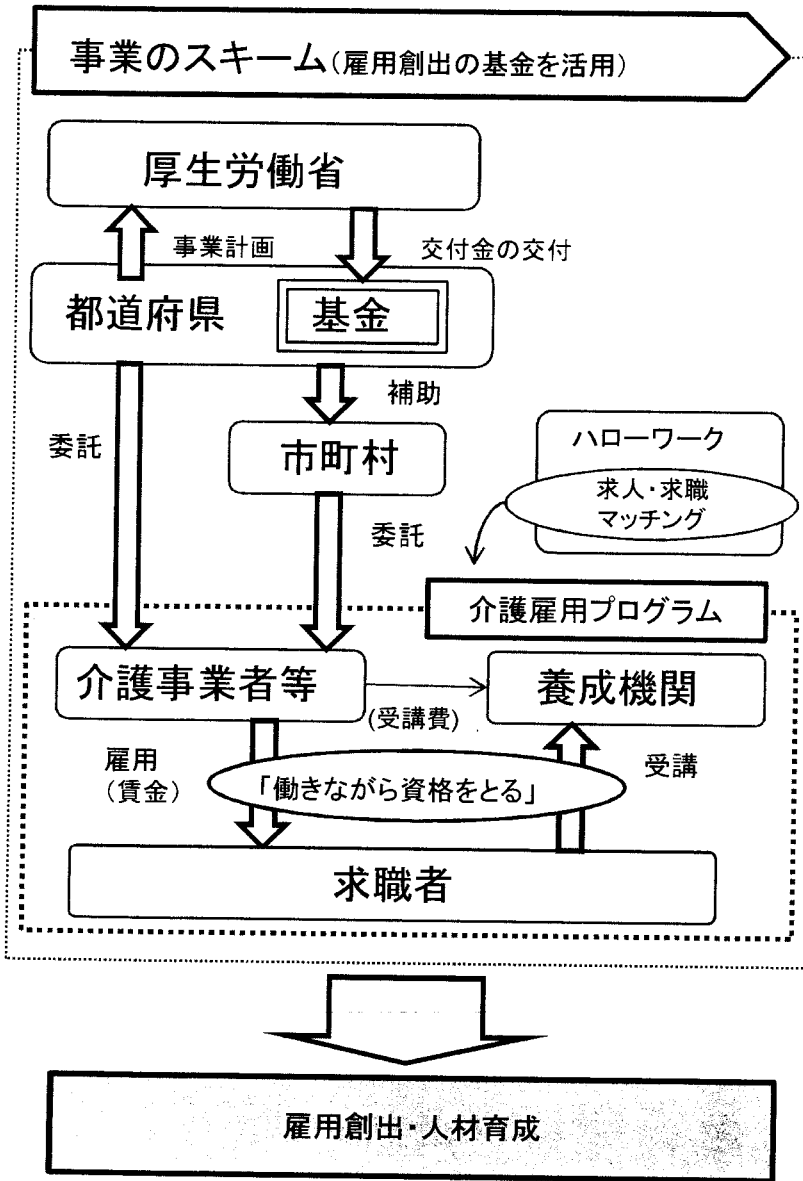 事業のスキーム(雇用創出の基金を活用)
厚生労働省
事業計画
交付金の交付
都道府県
基金
補助
委託
市町村
ハローワーク
求人・求職
マッチング
委託
介護雇用プログラム
介護事業者等
(受講費)
養成機関
雇用
(賃金)
「働きながら資格をとる」
受講
求職者
雇用創出・人材育成